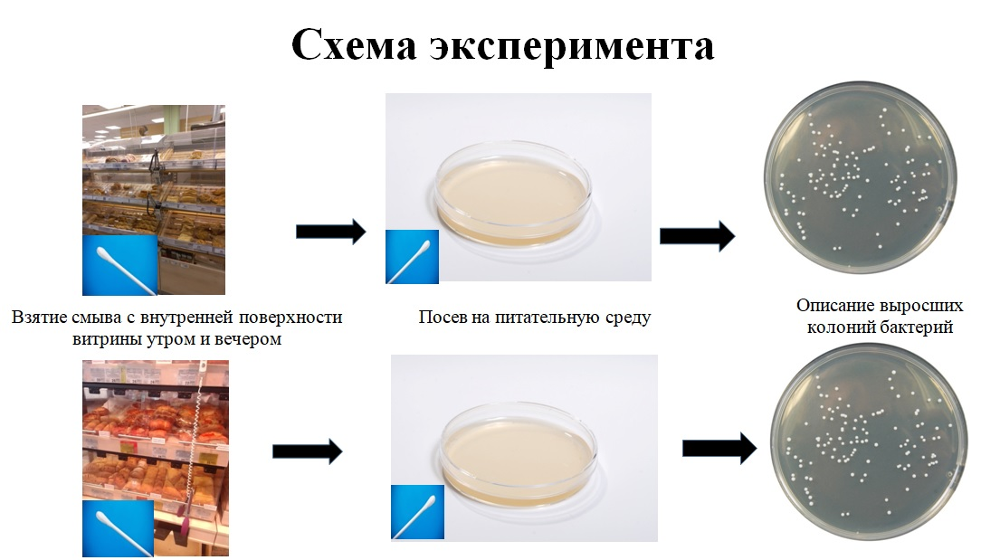 Схема эксперимента
Взятие смыва с внутренней поверхности
витрины утром и вечером
Посев на питательную среду
Описание выросших
колоний бактерий